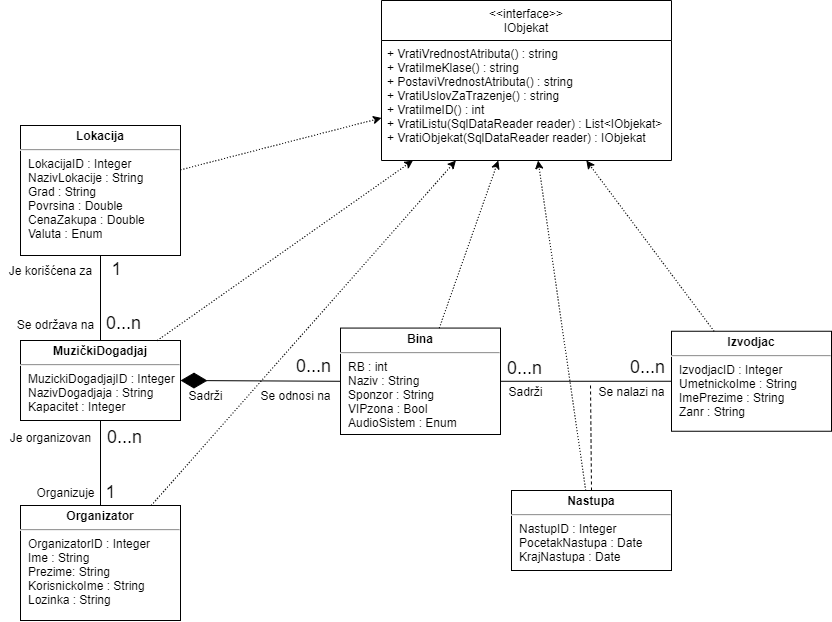 <<interface>>
IObjekat
+ VratiVrednostAtributa() : string
+ VratiImeKlase() : string
+ PostaviVrednostAtributa() : string
+ VratiUslovZaTrazenje() : string
+ VratiImeID() : int
+ VratiListu(SqlDataReader reader) : List<IObjekat>
+ VratiObjekat(SqlDataReader reader) : IObjekat
Lokacija
LokacijaID : Integer
NazivLokacije : String
Grad : String
Povrsina : Double
CenaZakupa : Double
Valuta : Enum
Je korišćena za
1
Se održava na
0...n
MuzičkiDogadjaj
MuzickiDogadjajID : Integer
NazivDogadjaja : String
Kapacitet : Integer
Sadrži
0...n
Se odnosi na
Bina
RB : int
Naziv : String
Sponzor : String
VIPzona : Bool
AudioSistem : Enum
0...n
Sadrži
0...n
Se nalazi na
Izvodjac
IzvodjacID : Integer
UmetnickoIme : String
ImePrezime : String
Zanr : String
Je organizovan
0...n
Organizuje
1
Organizator
OrganizatorID : Integer
Ime : String
Prezime: String
KorisnickoIme : String
Lozinka : String
Nastupa
NastupID : Integer
PocetakNastupa : Date
KrajNastupa : Date